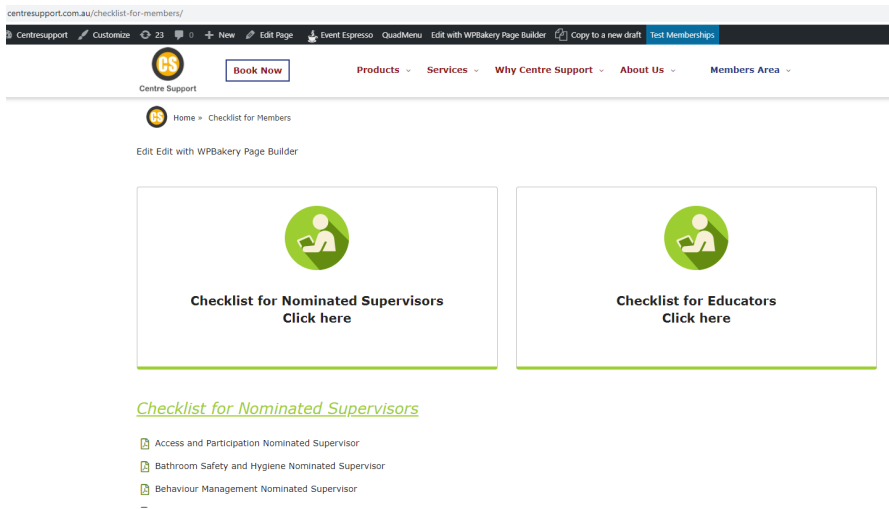 centresupport.com.au/checklist-for-members/
Centresupport Customize 23 0 New Edit Page Event Espresso QuadMenu Edit with WPBakery Page Builder Copy to a new draft Test Memberships
CS
Centre Support
Book Now
Products Services Why Centre Support About Us Members Area
CS Home » Checklist for Members
Edit Edit with WPBakery Page Builder
Checklist for Nominated Supervisors
Click here
Checklist for Educators
Click here
Checklist for Nominated Supervisors
Access and Participation Nominated Supervisor
Bathroom Safety and Hygiene Nominated Supervisor
Behaviour Management Nominated Supervisor